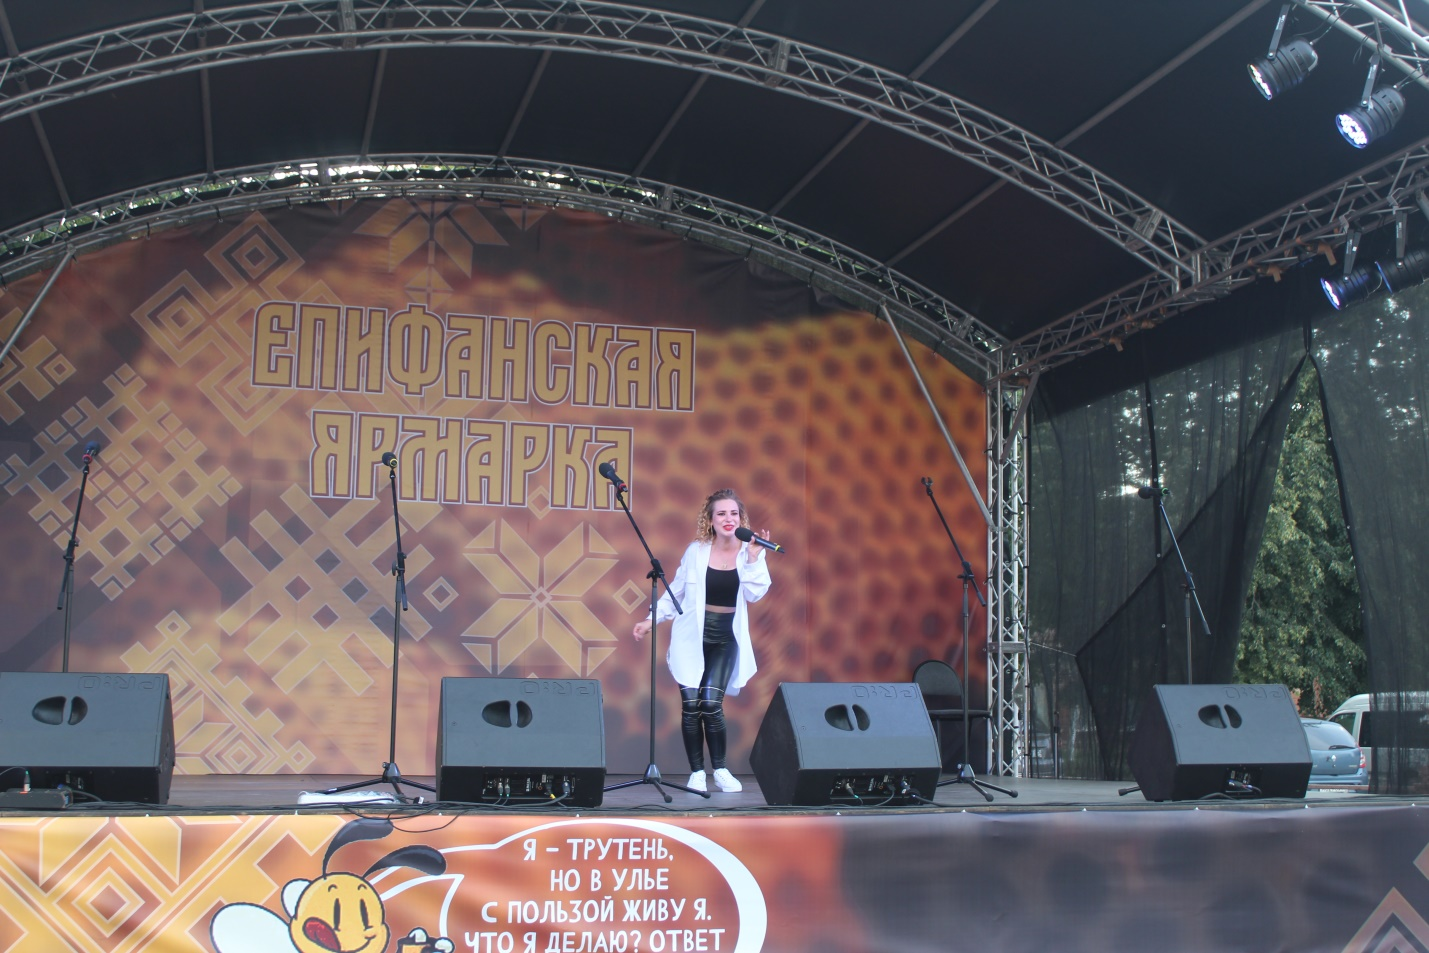 ЕПИФАНСКАЯ
ЯРМАРКА
Я - ТРУТЕНЬ,
НО В УЛЬЕ
С ПОЛЬЗОЙ ЖИВУ Я.
ЧТО Я ДЕЛАЮ? ОТВЕТ